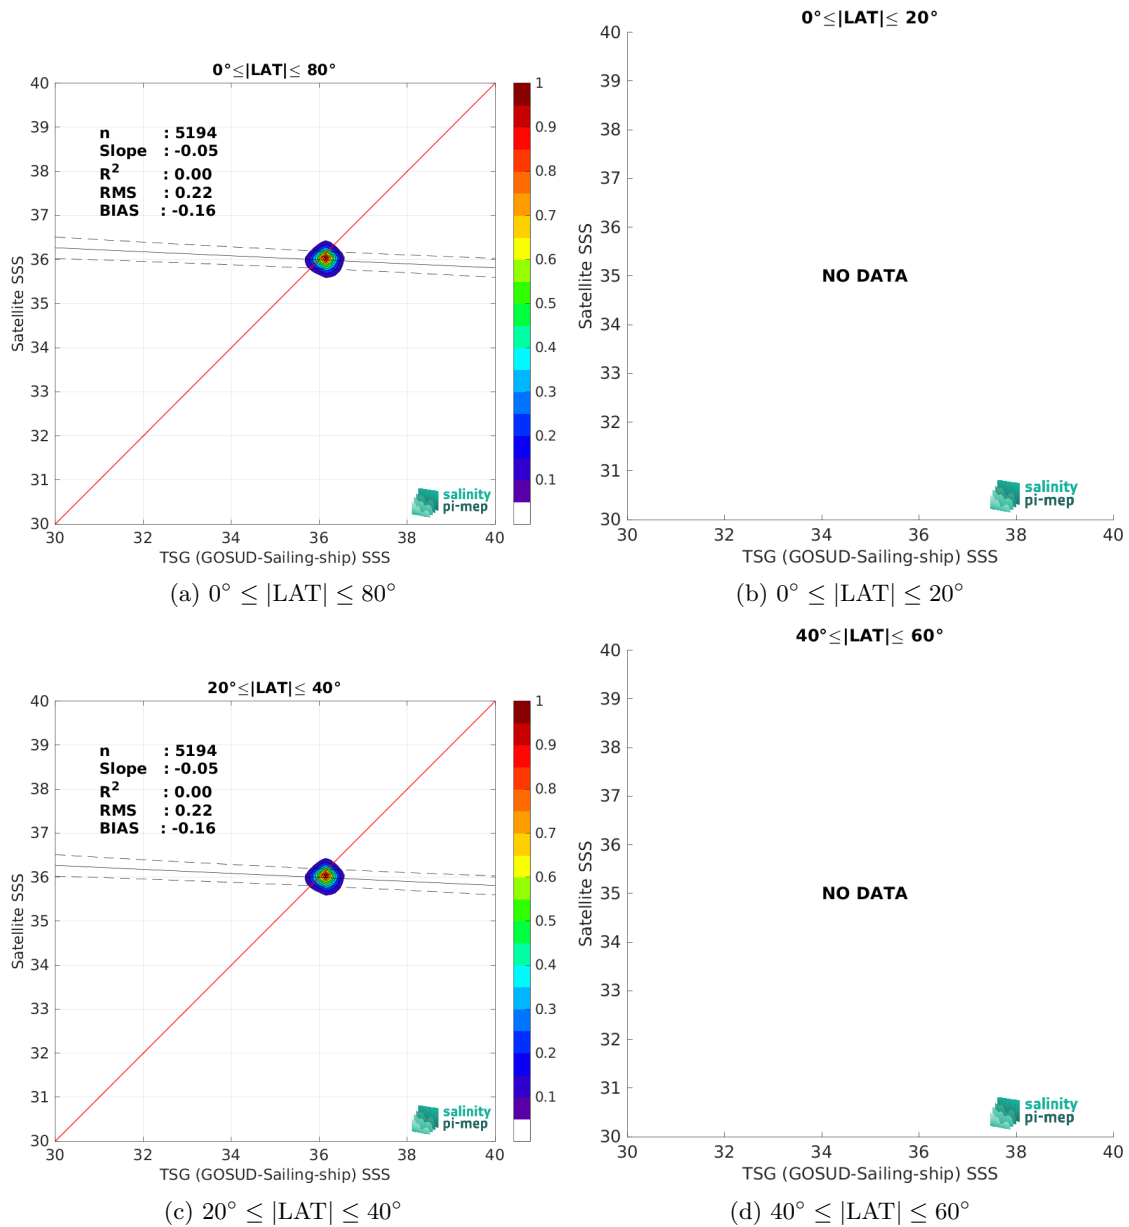 0°≤|LAT|≤ 80°
40
39
38
37
36
35
34
33
32
31
30
Satellite SSS
n : 5194
Slope : -0.05
R² : 0.00
RMS : 0.22
BIAS : -0.16
1
0.9
0.8
0.7
0.6
0.5
0.4
0.3
0.2
0.1
salinity
pi-mep
30 32 34 36 38 40
TSG (GOSUD-Sailing-ship) SSS
(a) 0° ≤ |LAT| ≤ 80°
0°≤|LAT|≤ 20°
40
39
38
37
36
35
34
33
32
31
30
Satellite SSS
NO DATA
salinity
pi-mep
30 32 34 36 38 40
TSG (GOSUD-Sailing-ship) SSS
(b) 0° ≤ |LAT| ≤ 20°
20°≤|LAT|≤ 40°
40
39
38
37
36
35
34
33
32
31
30
Satellite SSS
n : 5194
Slope : -0.05
R² : 0.00
RMS : 0.22
BIAS : -0.16
1
0.9
0.8
0.7
0.6
0.5
0.4
0.3
0.2
0.1
salinity
pi-mep
30 32 34 36 38 40
TSG (GOSUD-Sailing-ship) SSS
(c) 20° ≤ |LAT| ≤ 40°
40°≤|LAT|≤ 60°
40
39
38
37
36
35
34
33
32
31
30
Satellite SSS
NO DATA
salinity
pi-mep
30 32 34 36 38 40
TSG (GOSUD-Sailing-ship) SSS
(d) 40° ≤ |LAT| ≤ 60°